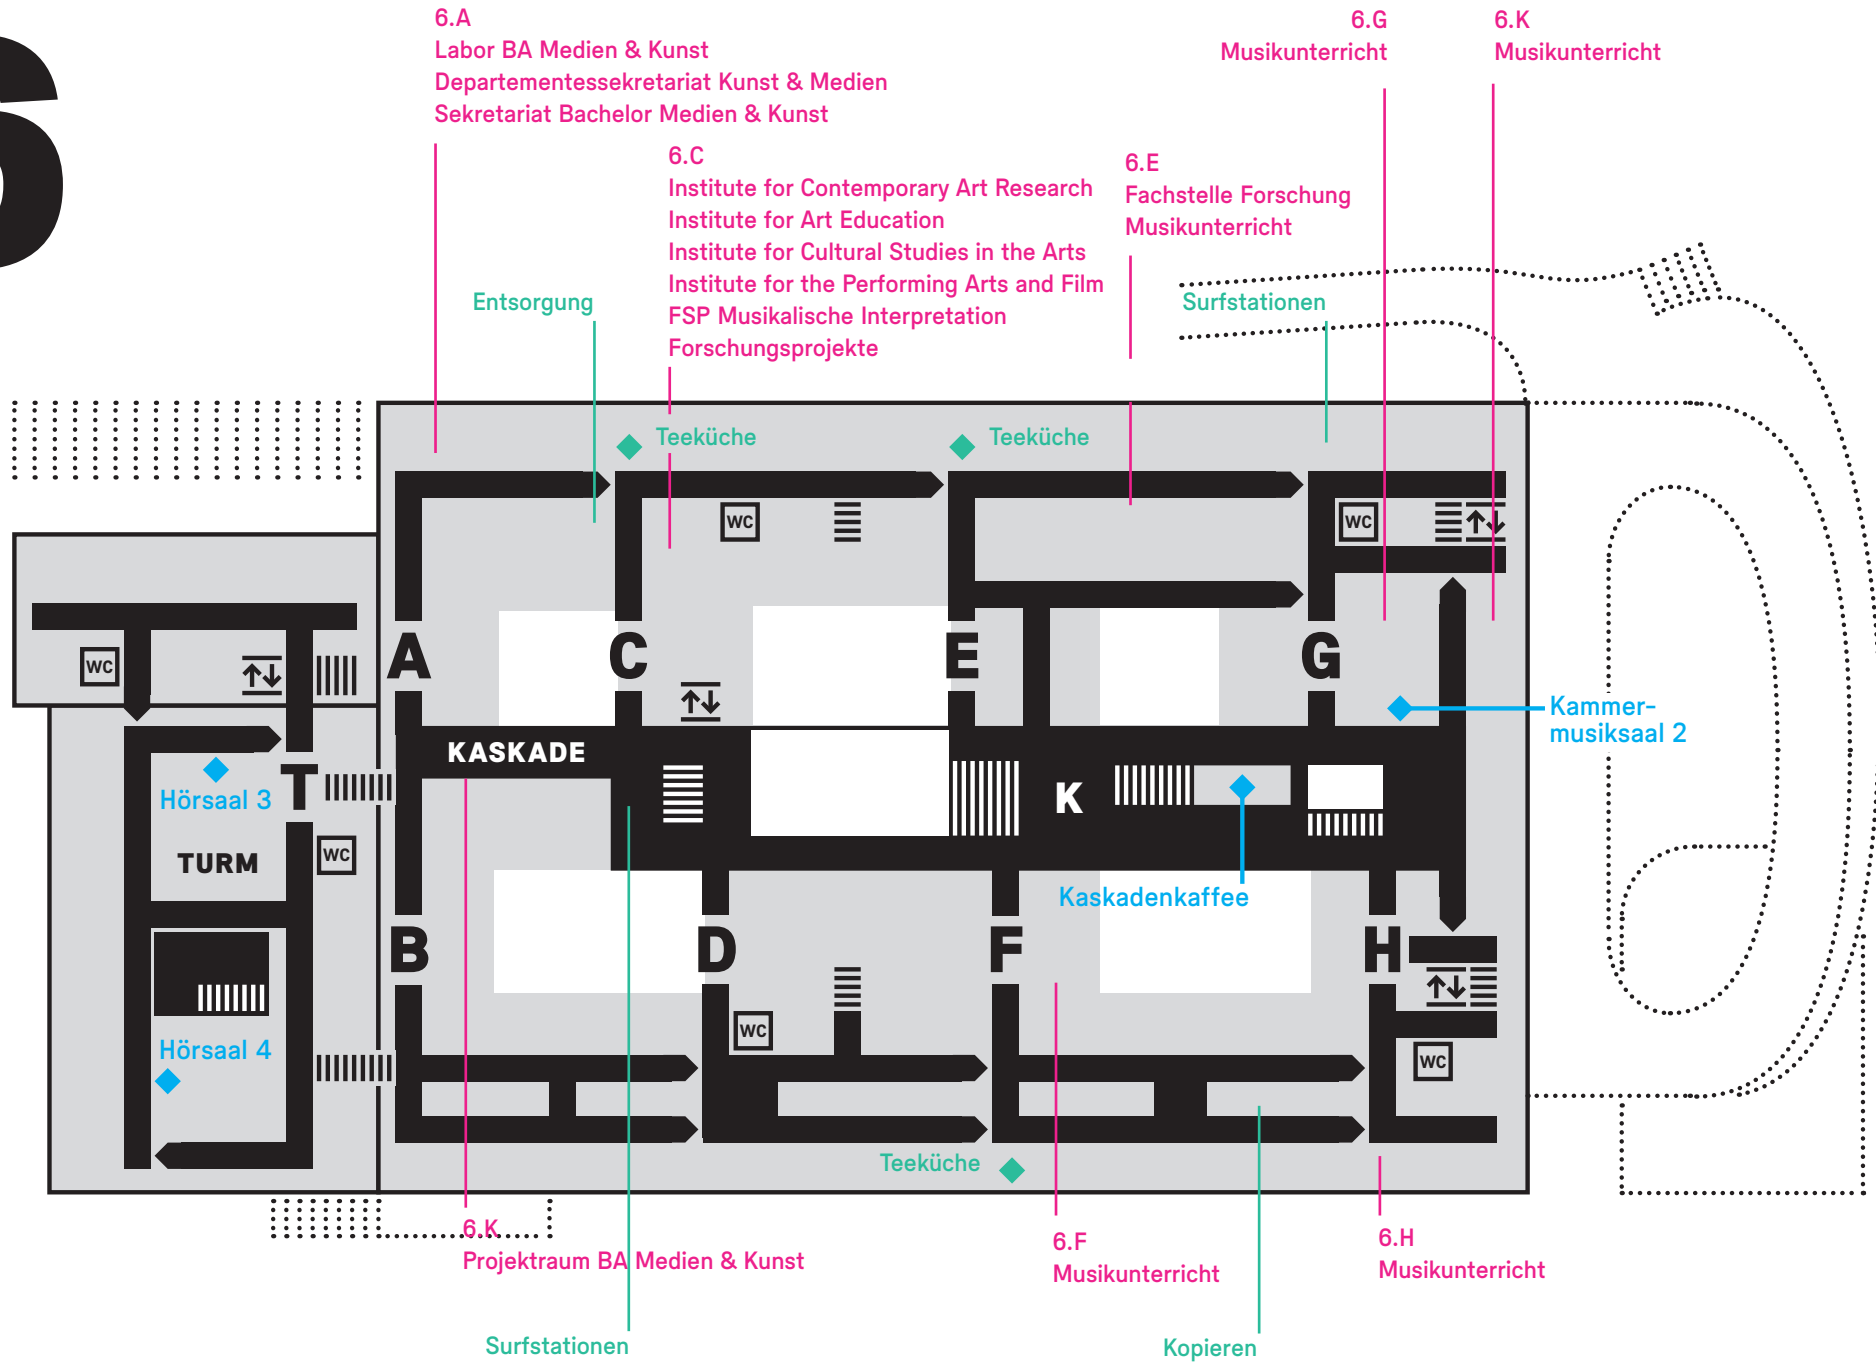 6
6.A
Labor BA Medien & Kunst
Departementessekretariat Kunst & Medien
Sekretariat Bachelor Medien & Kunst
6.G
Musikunterricht
6.K
Musikunterricht
6.C
Institute for Contemporary Art Research
Institute for Art Education
Institute for Cultural Studies in the Arts
Institute for the Performing Arts and Film
FSP Musikalische Interpretation
Forschungsprojekte
6.E
Fachstelle Forschung
Musikunterricht
Entsorgung
Surfstationen
Teeküche
Teeküche
WC
WC
WC
A
C
E
G
Kammer-
musiksaal 2
KASKADE
T
Hörsaal 3
K
WC
TURM
Kaskadenkaffee
B
D
F
H
WC
Hörsaal 4
WC
Teeküche
6.K
Projektraum BA Medien & Kunst
6.F
Musikunterricht
6.H
Musikunterricht
Surfstationen
Kopieren